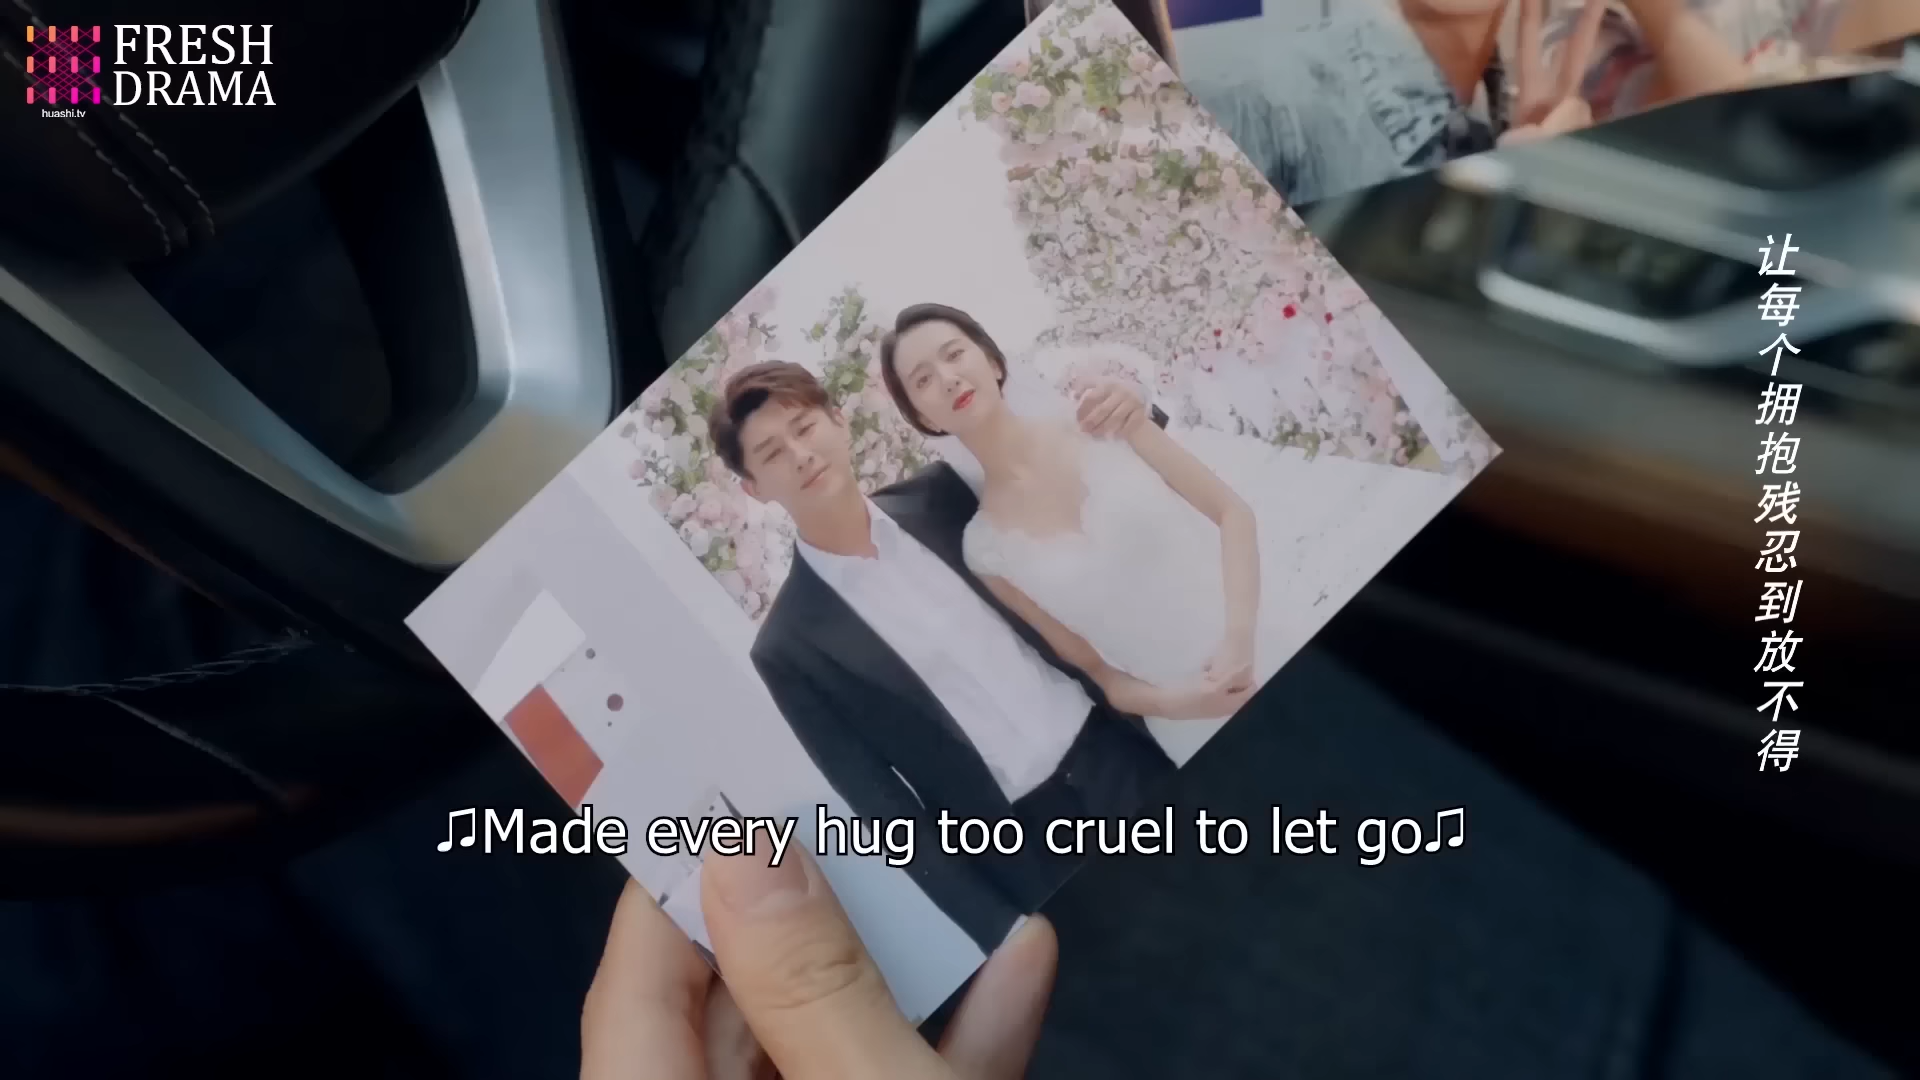 FRESH
DRAMA
huashi.tv
让每个拥抱残忍到放不得
♫Made every hug too cruel to let go♫